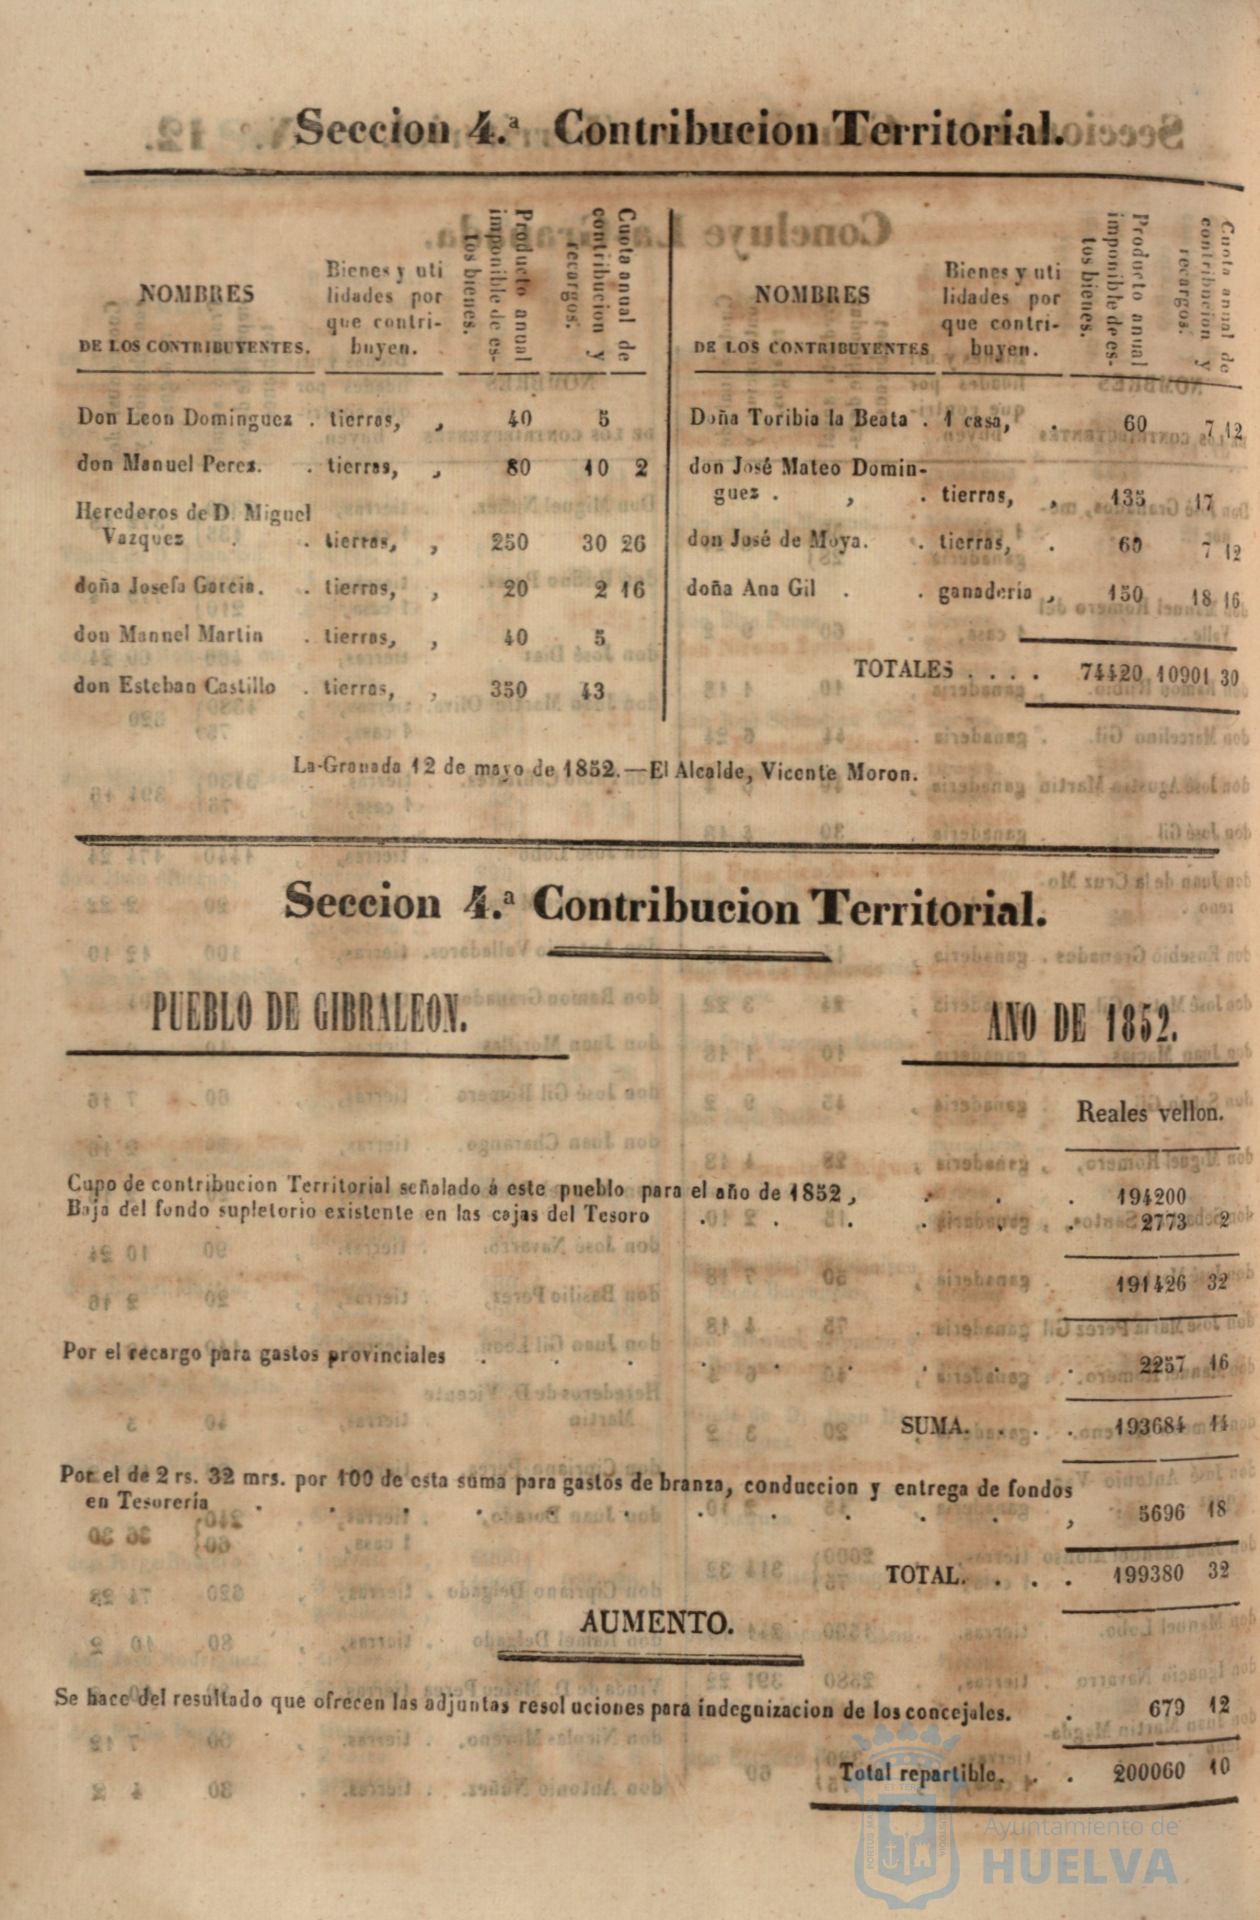 Seccion 4.ª Contribucion Territorial.
NOMBRES
DE LOS CONTRIBUYENTES.
Bienes y uti
lidades por
que contri-
buyen.
Producto anual
imponible de es-
tos bienes.
Cuota anual de
contribucion y
recargos.
Don Leon Dominguez . tierras, , 40 5
don Manuel Perez. . tierras, , 80 10 2
Herederos de D. Miguel
Vazquez . . tierras, , 250 30 26
doña Josefa Garcia. . tierras, , 20 2 16
don Manuel Martin . tierras, , 40 5
don Esteban Castillo . tierras, , 350 43
NOMBRES
DE LOS CONTRIBUYENTES
Bienes y uti
lidades por
que contri-
buyen.
Producto anual
imponible de es-
tos bienes.
Cuota anual de
contribucion y
recargos.
Doña Toribia la Beata . 1 casa, . 60 7 12
don José Mateo Domin-
guez . , . tierras, , 135 17
don José de Moya. . tierras, . 60 7 12
doña Ana Gil . . ganaderia , 150 18 16
TOTALES . . . . 74420 10901 30
La-Granada 12 de mayo de 1852.—El Alcalde, Vicente Moron.
Seccion 4.ª Contribucion Territorial.
PUEBLO DE GIBRALEON.
AÑO DE 1852.
Reales vellon.
Cupo de contribucion Territorial señalado á este pueblo para el año de 1852, . . . 194200
Baja del fondo supletorio existente en las cajas del Tesoro . . . . . . 2773 2
191426 32
Por el recargo para gastos provinciales . . . . . . . . . 2257 16
SUMA. . . . 193684 14
Por el de 2 rs. 32 mrs. por 100 de esta suma para gastos de branza, conduccion y entrega de fondos
en Tesorería . . . . . . . . . . . , 5696 18
TOTAL. . . . 199380 32
AUMENTO.
Se hace del resultado que ofrecen las adjuntas resoluciones para indegnizacion de los concejales. . 679 12
Total repartible. . . 200060 10
Ayuntamiento de
HUELVA